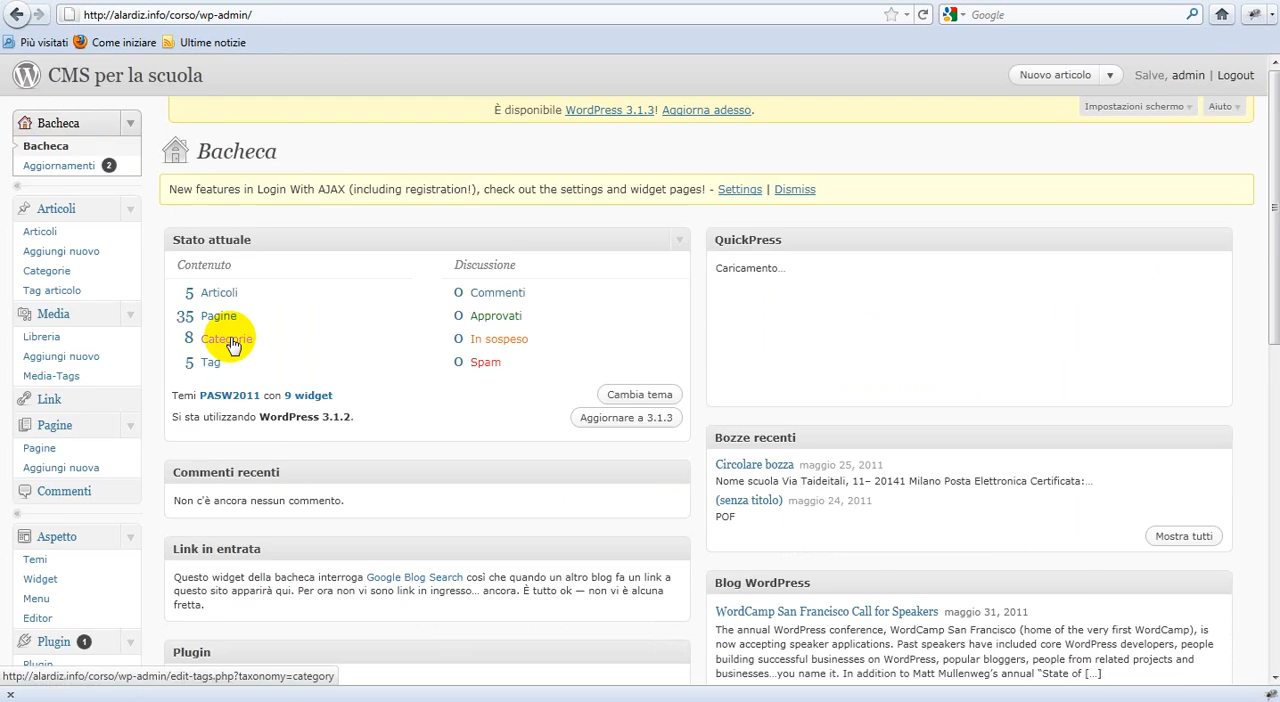 http://alardiz.info/corso/wp-admin/
Google
Più visitati Come iniziare Ultime notizie
CMS per la scuola
Nuovo articolo
Salve, admin | Logout
È disponibile WordPress 3.1.3! Aggiorna adesso.
Impostazioni schermo
Aiuto
Bacheca
Bacheca
Aggiornamenti 2
Articoli
Articoli
Aggiungi nuovo
Categorie
Tag articolo
Media
Libreria
Aggiungi nuovo
Media-Tags
Link
Pagine
Pagine
Aggiungi nuova
Commenti
Aspetto
Temi
Widget
Menu
Editor
Plugin 1
Plugin
Bacheca
New features in Login With AJAX (including registration!), check out the settings and widget pages! - Settings | Dismiss
Stato attuale
Contenuto
5 Articoli
35 Pagine
8 Categorie
5 Tag
Discussione
0 Commenti
0 Approvati
0 In sospeso
0 Spam
Temi PASW2011 con 9 widget
Cambia tema
Si sta utilizzando WordPress 3.1.2.
Aggiornare a 3.1.3
Commenti recenti
Non c'è ancora nessun commento.
Link in entrata
Questo widget della bacheca interroga Google Blog Search così che quando un altro blog fa un link a
questo sito apparirà qui. Per ora non vi sono link in ingresso... ancora. È tutto ok — non vi è alcuna
fretta.
Plugin
QuickPress
Caricamento...
Bozze recenti
Circolare bozza maggio 25, 2011
Nome scuola Via Taideitali, 11– 20141 Milano Posta Elettronica Certificata:...
(senza titolo) maggio 24, 2011
POF
Mostra tutti
Blog WordPress
WordCamp San Francisco Call for Speakers maggio 31, 2011
The annual WordPress conference, WordCamp San Francisco (home of the very first WordCamp), is
now accepting speaker applications. Past speakers have included core WordPress developers, people
building successful businesses on WordPress, popular bloggers, people from related projects and
businesses...you name it. In addition to Matt Mullenweg's annual “State of [...]
http://alardiz.info/corso/wp-admin/edit-tags.php?taxonomy=category